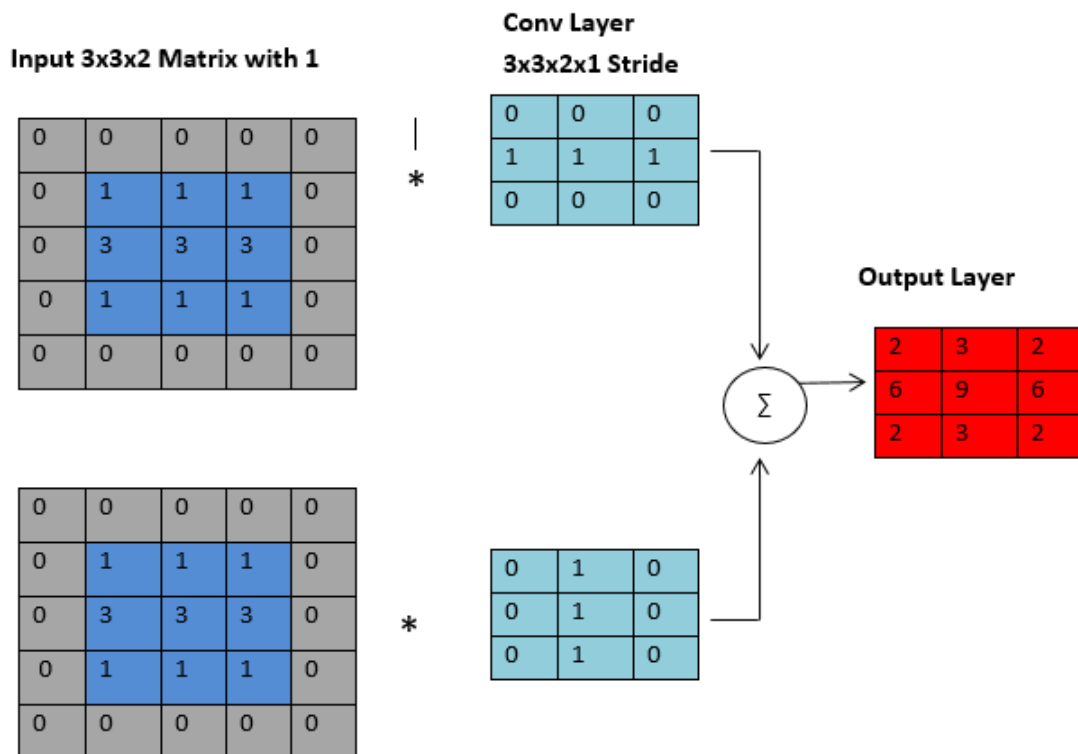 Input 3x3x2 Matrix with 1
Conv Layer
3x3x2x1 Stride
0 0 0 0 0
0 1 1 1 0
0 3 3 3 0
0 1 1 1 0
0 0 0 0 0
*
0 0 0
1 1 1
0 0 0
Output Layer
2 3 2
6 9 6
2 3 2
Σ
0 0 0 0 0
0 1 1 1 0
0 3 3 3 0
0 1 1 1 0
0 0 0 0 0
*
0 1 0
0 1 0
0 1 0